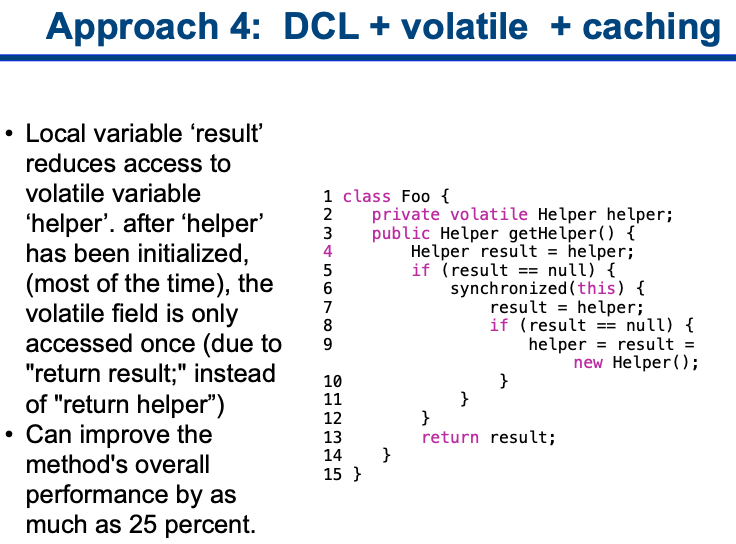 Approach 4:  DCL + volatile  + caching
• Local variable ‘result’
reduces access to
volatile variable
‘helper’. after ‘helper’
has been initialized,
(most of the time), the
volatile field is only
accessed once (due to
"return result;" instead
of "return helper”)
• Can improve the
method's overall
performance by as
much as 25 percent.
1 class Foo {
2    private volatile Helper helper;
3    public Helper getHelper() {
4        Helper result = helper;
5        if (result == null) {
6            synchronized(this) {
7                result = helper;
8                if (result == null) {
9                    helper = result =
                         new Helper();
10                }
11            }
12        }
13        return result;
14    }
15 }